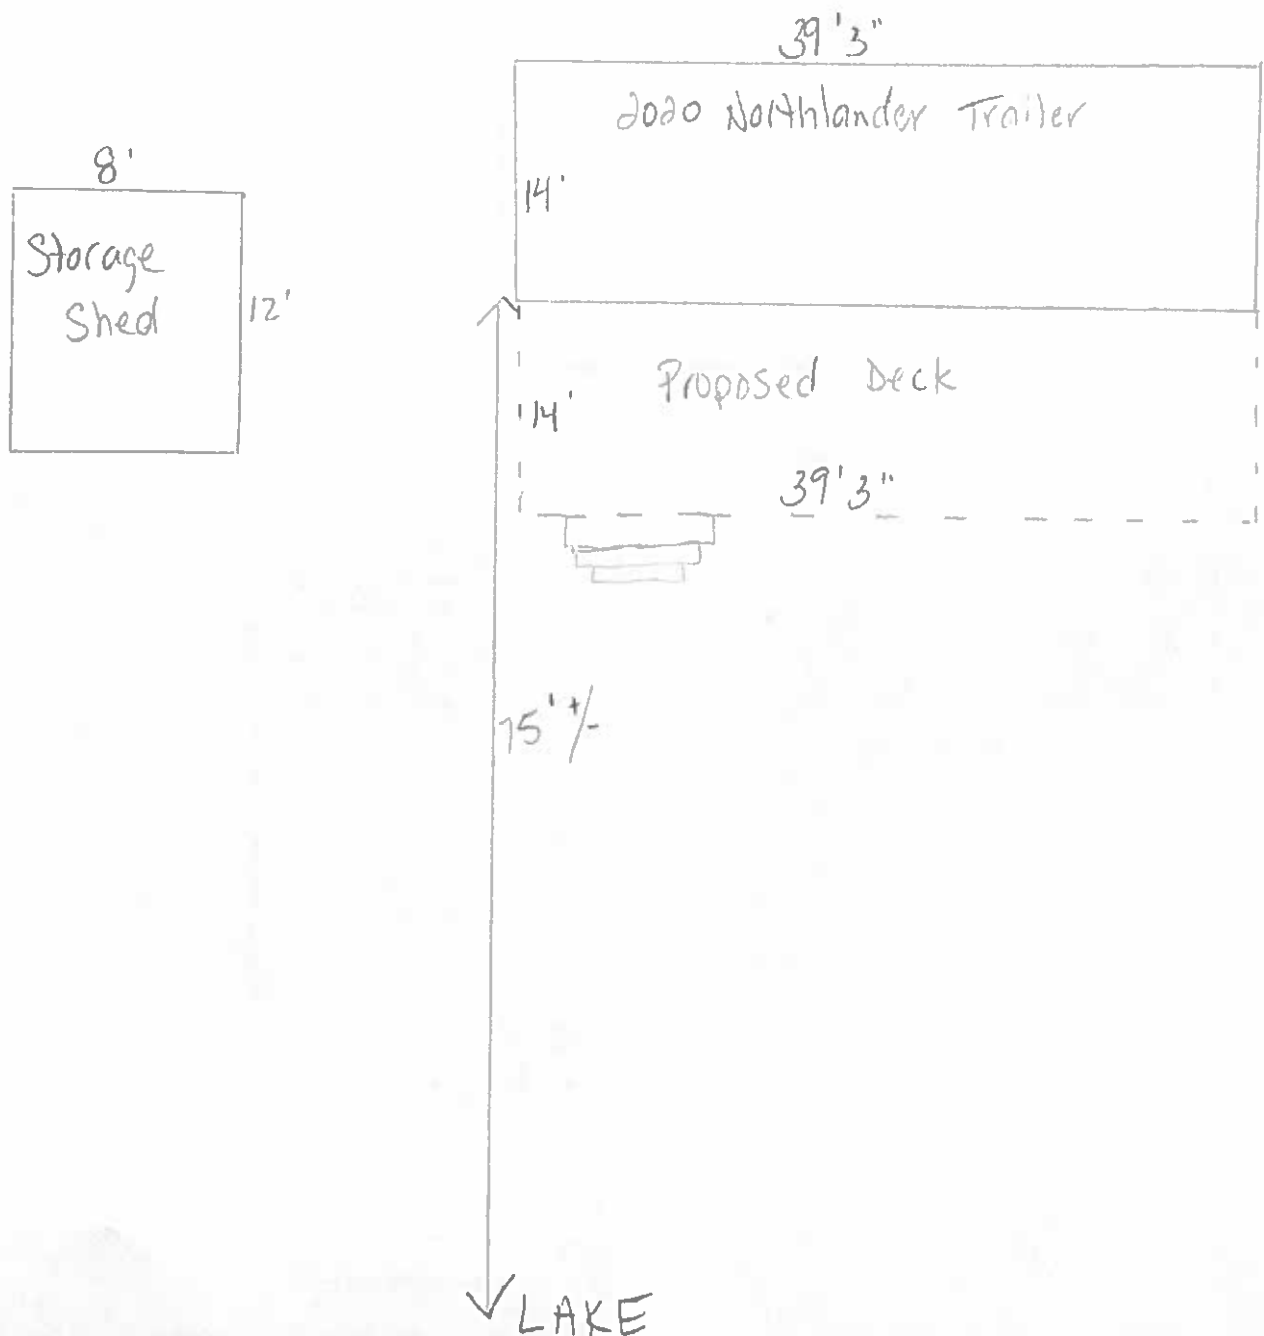 39'3"
2020 Northlander Trailer
14'
8'
Storage
Shed
12'
Proposed Deck
14'
39'3"
75' +/-
LAKE